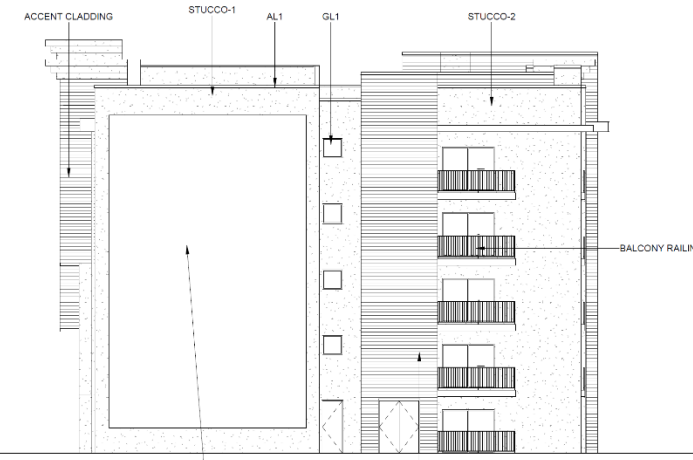 ACCENT CLADDING
STUCCO-1
AL1
GL1
STUCCO-2
BALCONY RAILIN